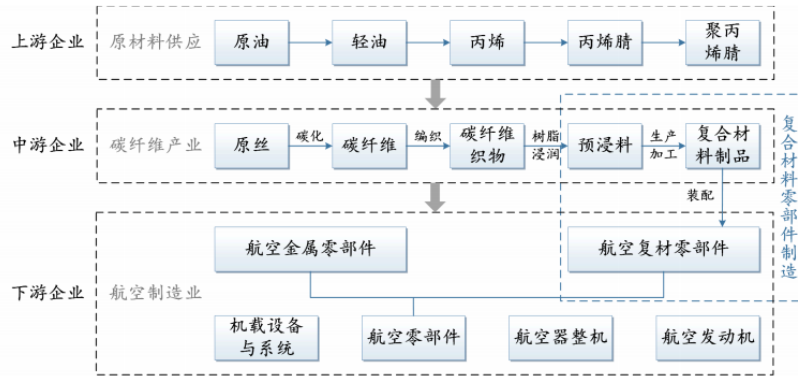 上游企业
原材料供应
原油
轻油
丙烯
丙烯腈
聚丙
烯腈
中游企业
碳纤维产业
原丝
碳化
碳纤维
编织
碳纤维
织物
树脂
浸润
预浸料
生产
加工
复合材
料制品
复合材料零部件制造
装配
下游企业
航空制造业
航空金属零部件
航空复材零部件
机载设备
与系统
航空零部件
航空器整机
航空发动机